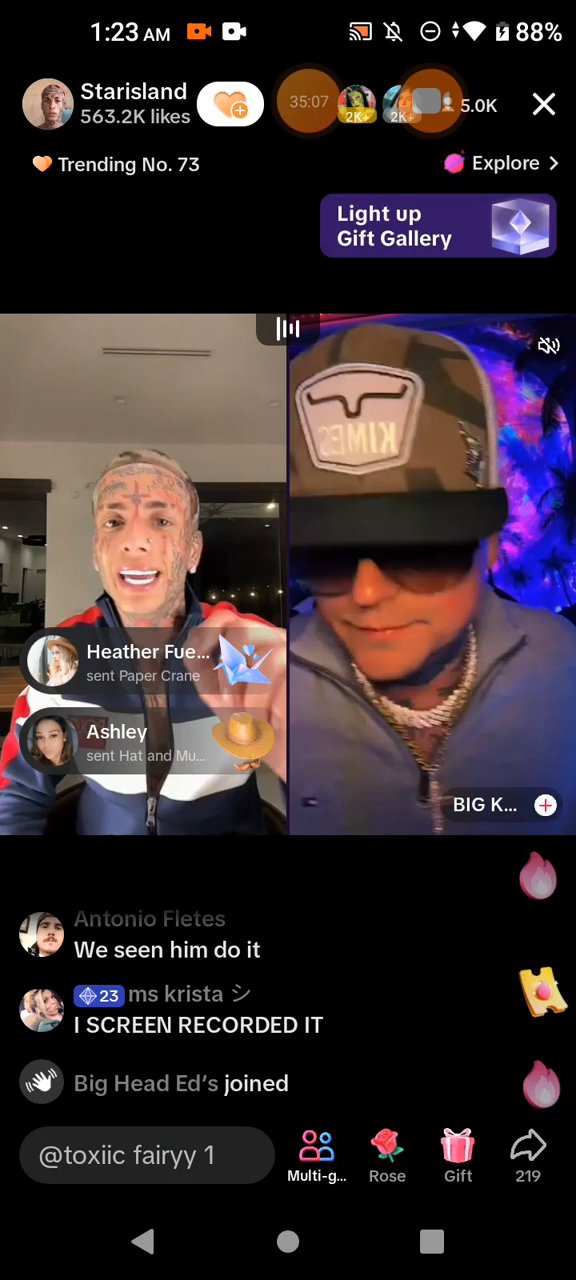 1:23 AM
88%
Starisland
563.2K likes
35:07
2K+
2K+
5.0K
Trending No. 73
Explore >
Light up
Gift Gallery
KIMES
Heather Fue...
sent Paper Crane
Ashley
sent Hat and Mu...
BIG K...
Antonio Fletes
We seen him do it
23 ms krista シ
I SCREEN RECORDED IT
Big Head Ed's joined
@toxiic fairyy 1
Multi-g...
Rose
Gift
219